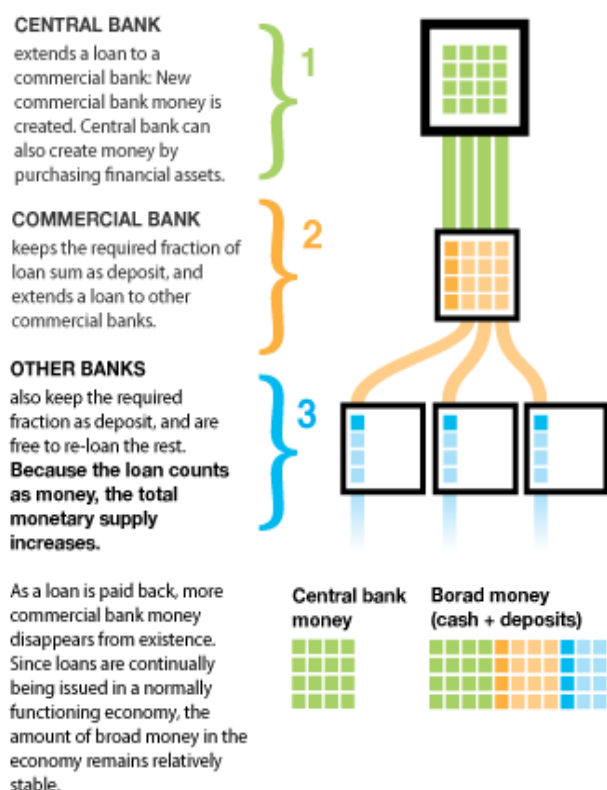 CENTRAL BANK
extends a loan to a
commercial bank: New
commercial bank money is
created. Central bank can
also create money by
purchasing financial assets.
1
COMMERCIAL BANK
keeps the required fraction of
loan sum as deposit, and
extends a loan to other
commercial banks.
2
OTHER BANKS
also keep the required
fraction as deposit, and are
free to re-loan the rest.
Because the loan counts
as money, the total
monetary supply
increases.
3
As a loan is paid back, more
commercial bank money
disappears from existence.
Since loans are continually
being issued in a normally
functioning economy, the
amount of broad money in the
economy remains relatively
stable.
Central bank
money
Borad money
(cash + deposits)